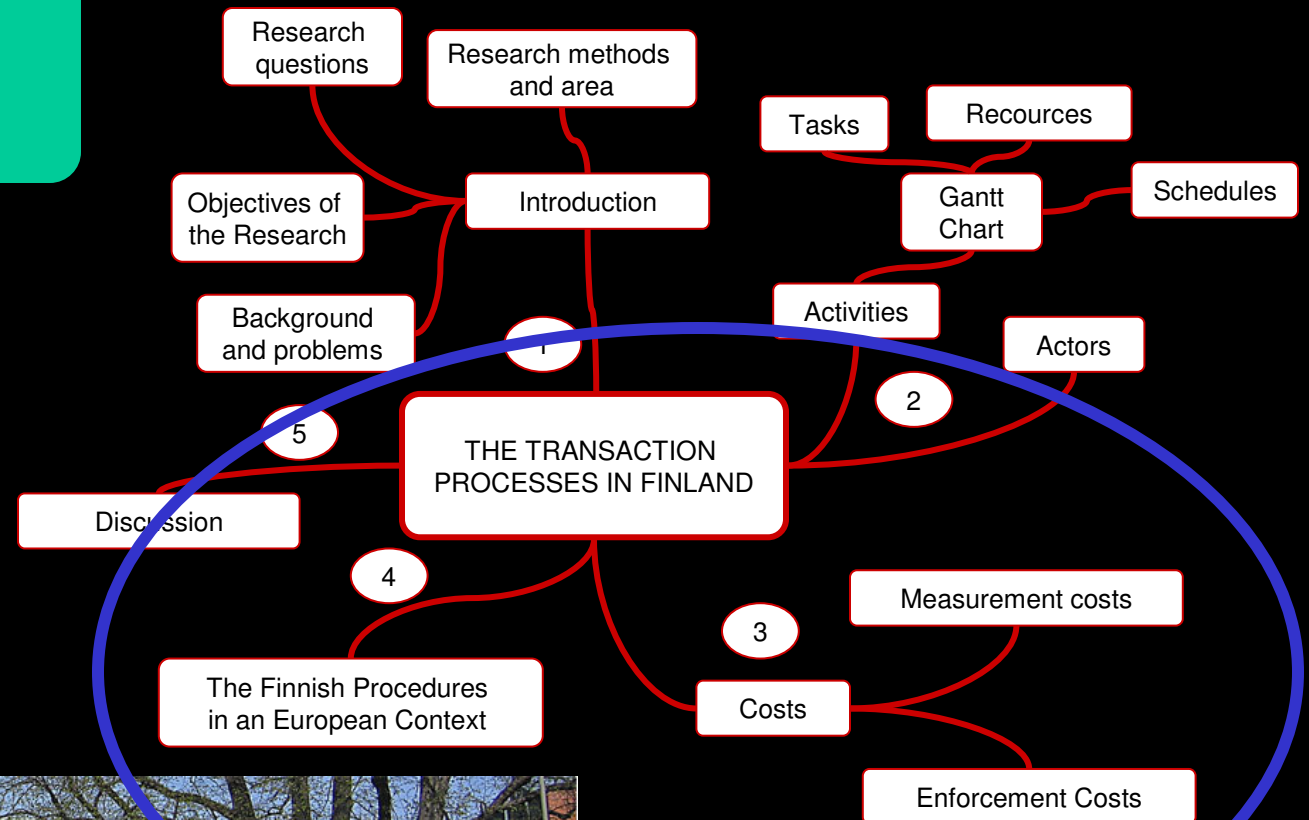 Research
questions
Research methods
and area
Tasks
Recources
Objectives of
the Research
Introduction
Gantt
Chart
Schedules
Background
and problems
1
Activities
Actors
2
5
THE TRANSACTION
PROCESSES IN FINLAND
Discussion
4
3
Measurement costs
The Finnish Procedures
in an European Context
Costs
Enforcement Costs